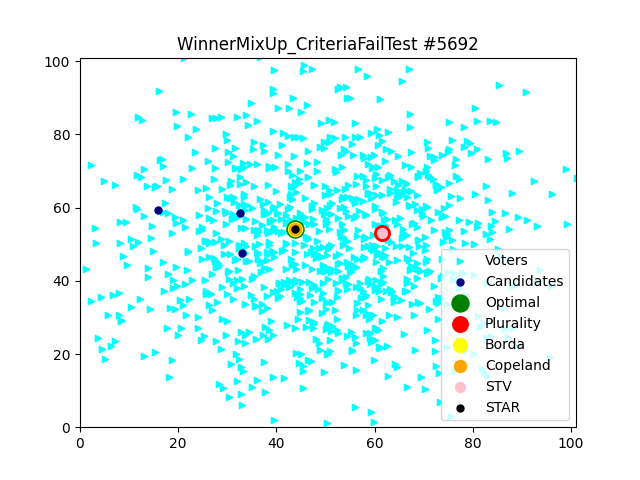 WinnerMixUp_CriteriaFailTest #5692
100
80
60
40
20
0
0 20 40 60 80 100
Voters
Candidates
Optimal
Plurality
Borda
Copeland
STV
STAR